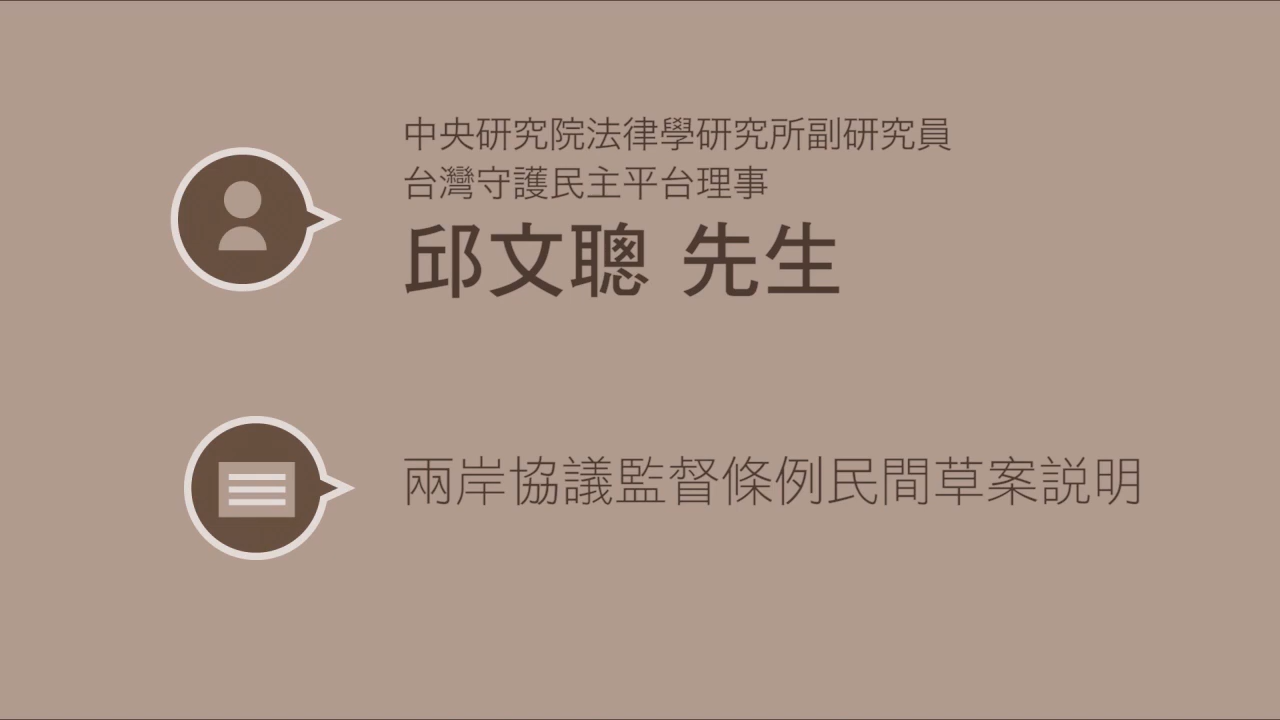 中央研究院法律學研究所副研究員
台灣守護民主平台理事
邱文聰 先生
兩岸協議監督條例民間草案説明